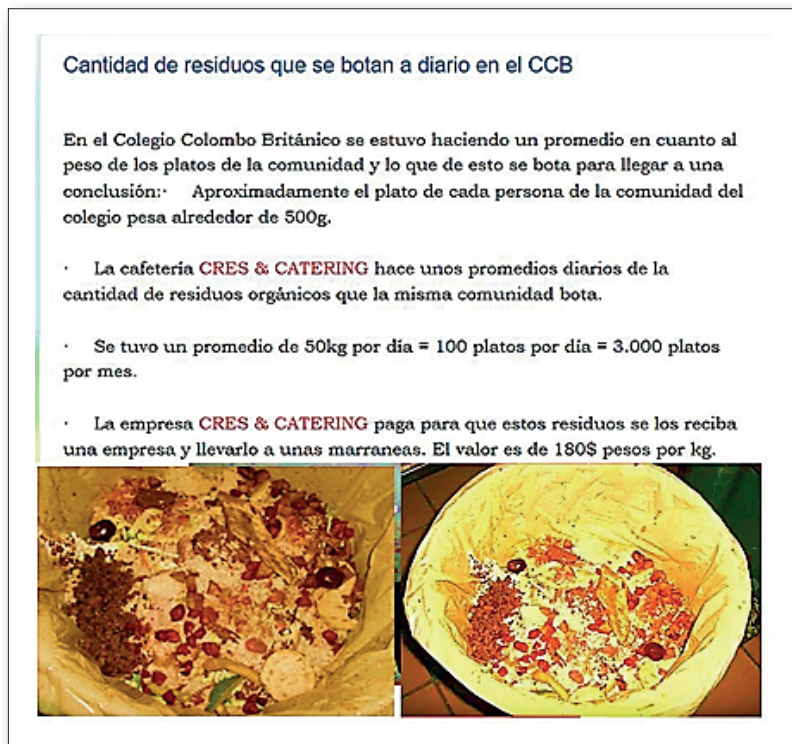 Cantidad de residuos que se botan a diario en el CCB
En el Colegio Colombo Británico se estuvo haciendo un promedio en cuanto al
peso de los platos de la comunidad y lo que de esto se bota para llegar a una
conclusión:· Aproximadamente el plato de cada persona de la comunidad del
colegio pesa alrededor de 500g.
· La cafetería CRES & CATERING hace unos promedios diarios de la
cantidad de residuos orgánicos que la misma comunidad bota.
· Se tuvo un promedio de 50kg por día = 100 platos por día = 3.000 platos
por mes.
· La empresa CRES & CATERING paga para que estos residuos se los reciba
una empresa y llevarlo a unas marraneas. El valor es de 180$ pesos por kg.